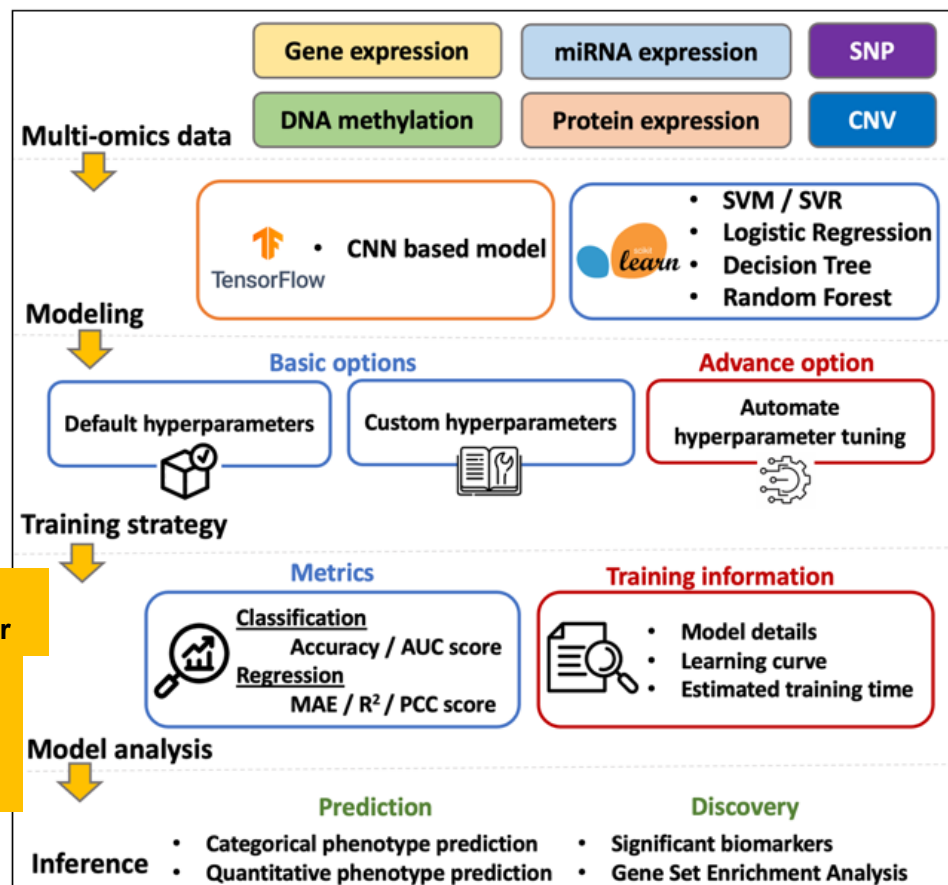 Gene expression
miRNA expression
SNP
DNA methylation
Protein expression
CNV
Multi-omics data
TensorFlow
• CNN based model
scikit
learn
• SVM / SVR
• Logistic Regression
• Decision Tree
• Random Forest
Modeling
Basic options
Advance option
Default hyperparameters
Custom hyperparameters
Automate
hyperparameter tuning
Training strategy
Metrics
Training information
Classification
Accuracy / AUC score
Regression
MAE / R² / PCC score
• Model details
• Learning curve
• Estimated training time
r
Model analysis
Prediction
Discovery
Inference
• Categorical phenotype prediction
• Quantitative phenotype prediction
• Significant biomarkers
• Gene Set Enrichment Analysis